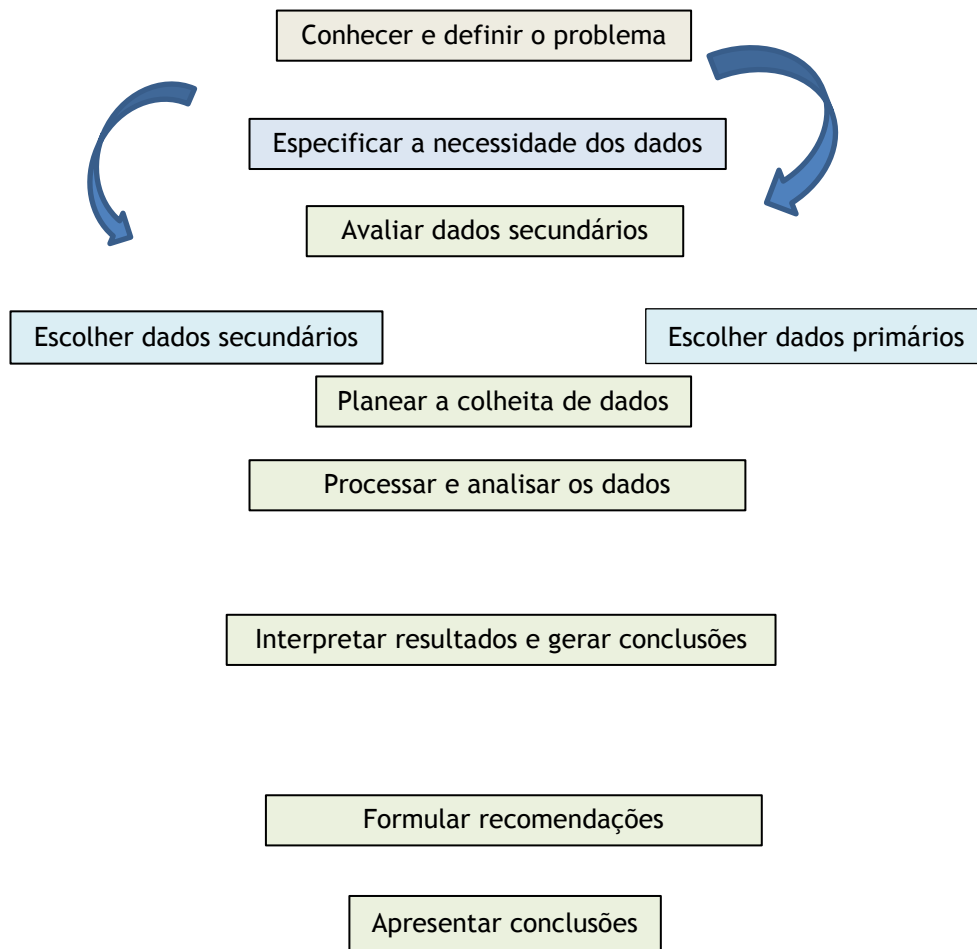 Conhecer e definir o problema
Especificar a necessidade dos dados
Avaliar dados secundários
Escolher dados secundários
Escolher dados primários
Planear a colheita de dados
Processar e analisar os dados
Interpretar resultados e gerar conclusões
Formular recomendações
Apresentar conclusões